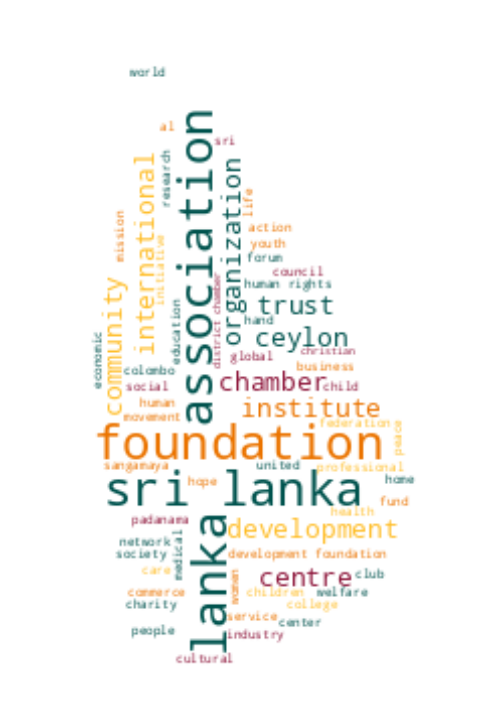 world
al
sri
association
research
international
organization
life
mission
initiative
action
youth
forum
council
human rights
district chamber
community
education
trust
hand
ceylon
economic
global
christian
colombo
business
social
chamber
child
human
institute
movement
federation
peace
foundation
sangamaya
united
professional
sri lanka
hope
home
fund
health
padanama
lanka
development
network
medical
society
development foundation
care
women
centre
club
commerce
children
welfare
charity
college
service
center
people
industry
cultural